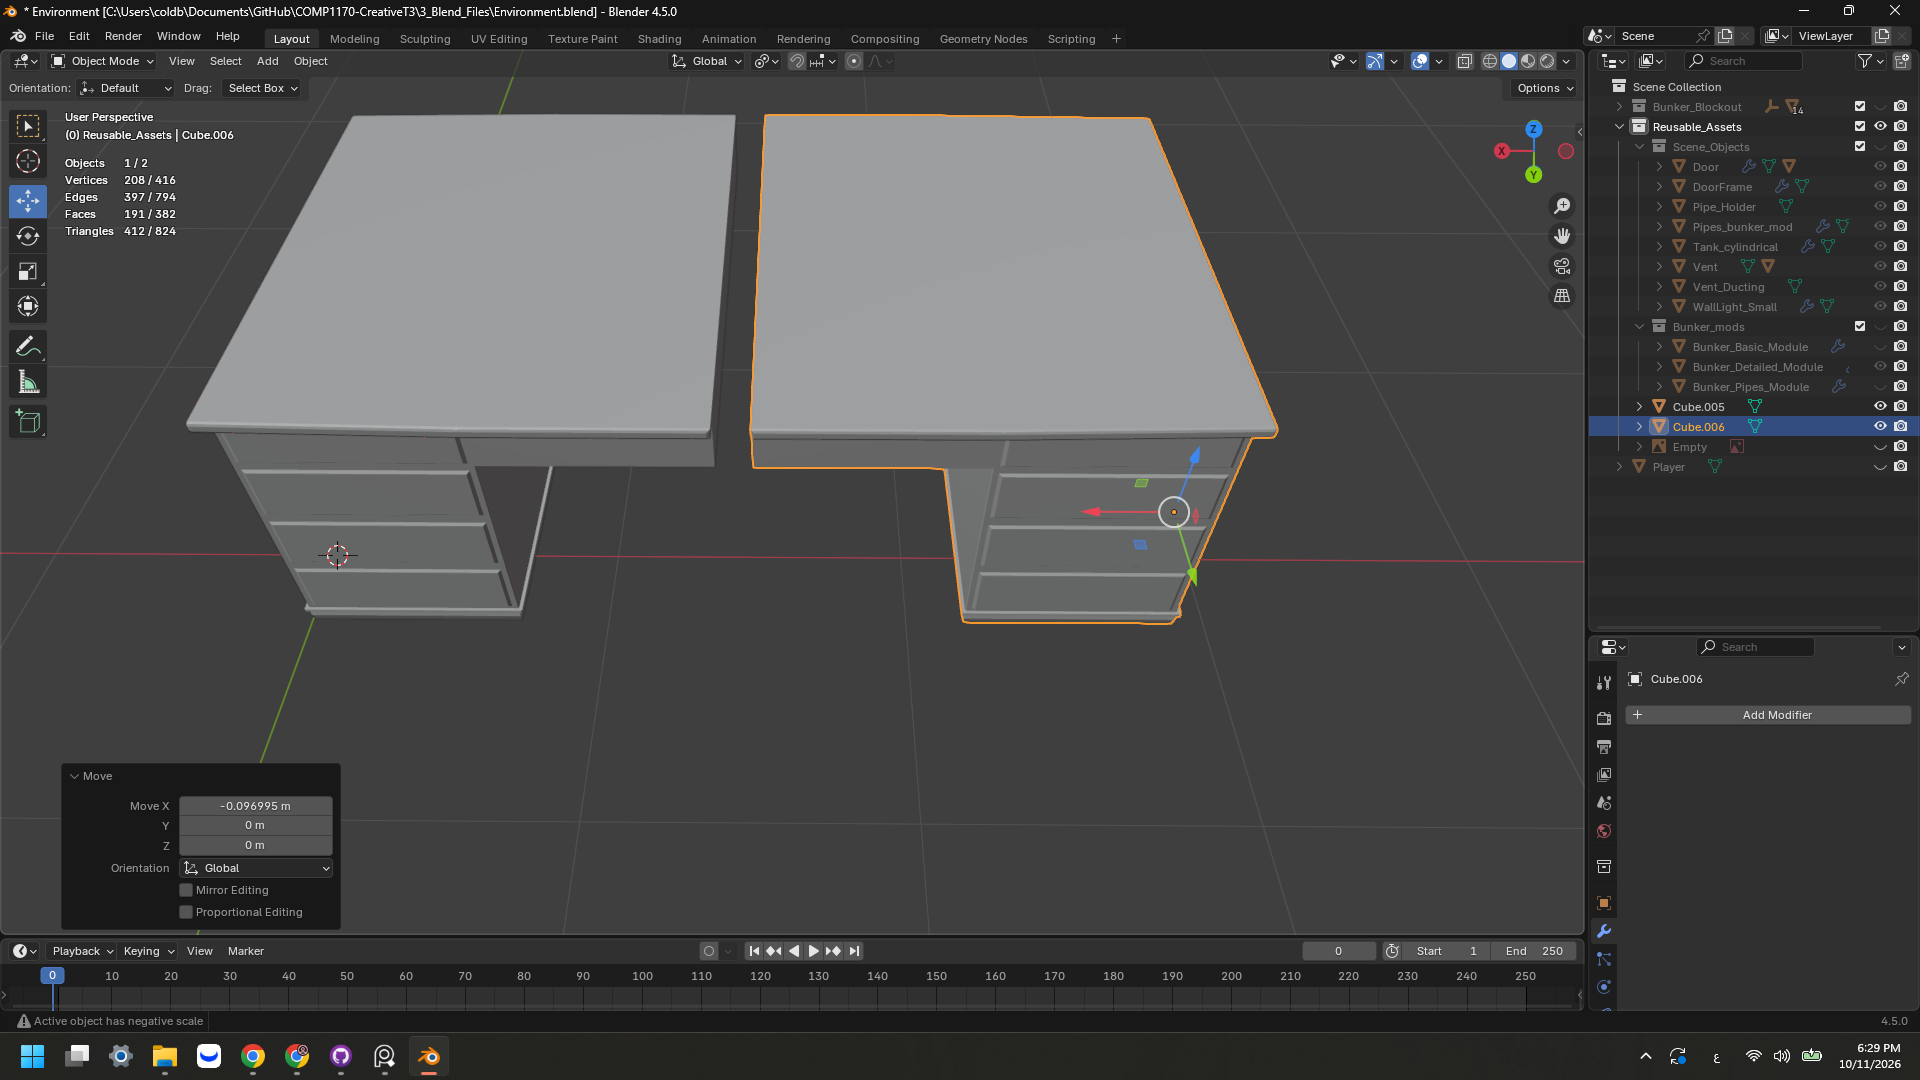 * Environment [C:\Users\coldb\Documents\GitHub\COMP1170-CreativeT3\3_Blend_Files\Environment.blend] - Blender 4.5.0
File Edit Render Window Help Layout Modeling Sculpting UV Editing Texture Paint Shading Animation Rendering Compositing Geometry Nodes Scripting + Scene ViewLayer
Object Mode View Select Add Object Global Search
Orientation: Default Drag: Select Box Options
User Perspective
(0) Reusable_Assets | Cube.006
Objects 1 / 2
Vertices 208 / 416
Edges 397 / 794
Faces 191 / 382
Triangles 412 / 824
Z
X
Y
Scene Collection
Bunker_Blockout 14
Reusable_Assets
Scene_Objects
Door
DoorFrame
Pipe_Holder
Pipes_bunker_mod
Tank_cylindrical
Vent
Vent_Ducting
WallLight_Small
Bunker_mods
Bunker_Basic_Module
Bunker_Detailed_Module
Bunker_Pipes_Module
Cube.005
Cube.006
Empty
Player
Search
Cube.006
+ Add Modifier
Move
Move X -0.096995 m
Y 0 m
Z 0 m
Orientation Global
Mirror Editing
Proportional Editing
Playback Keying View Marker 0 Start 1 End 250
0 10 20 30 40 50 60 70 80 90 100 110 120 130 140 150 160 170 180 190 200 210 220 230 240 250
Active object has negative scale 4.5.0
ع 6:29 PM
10/11/2026